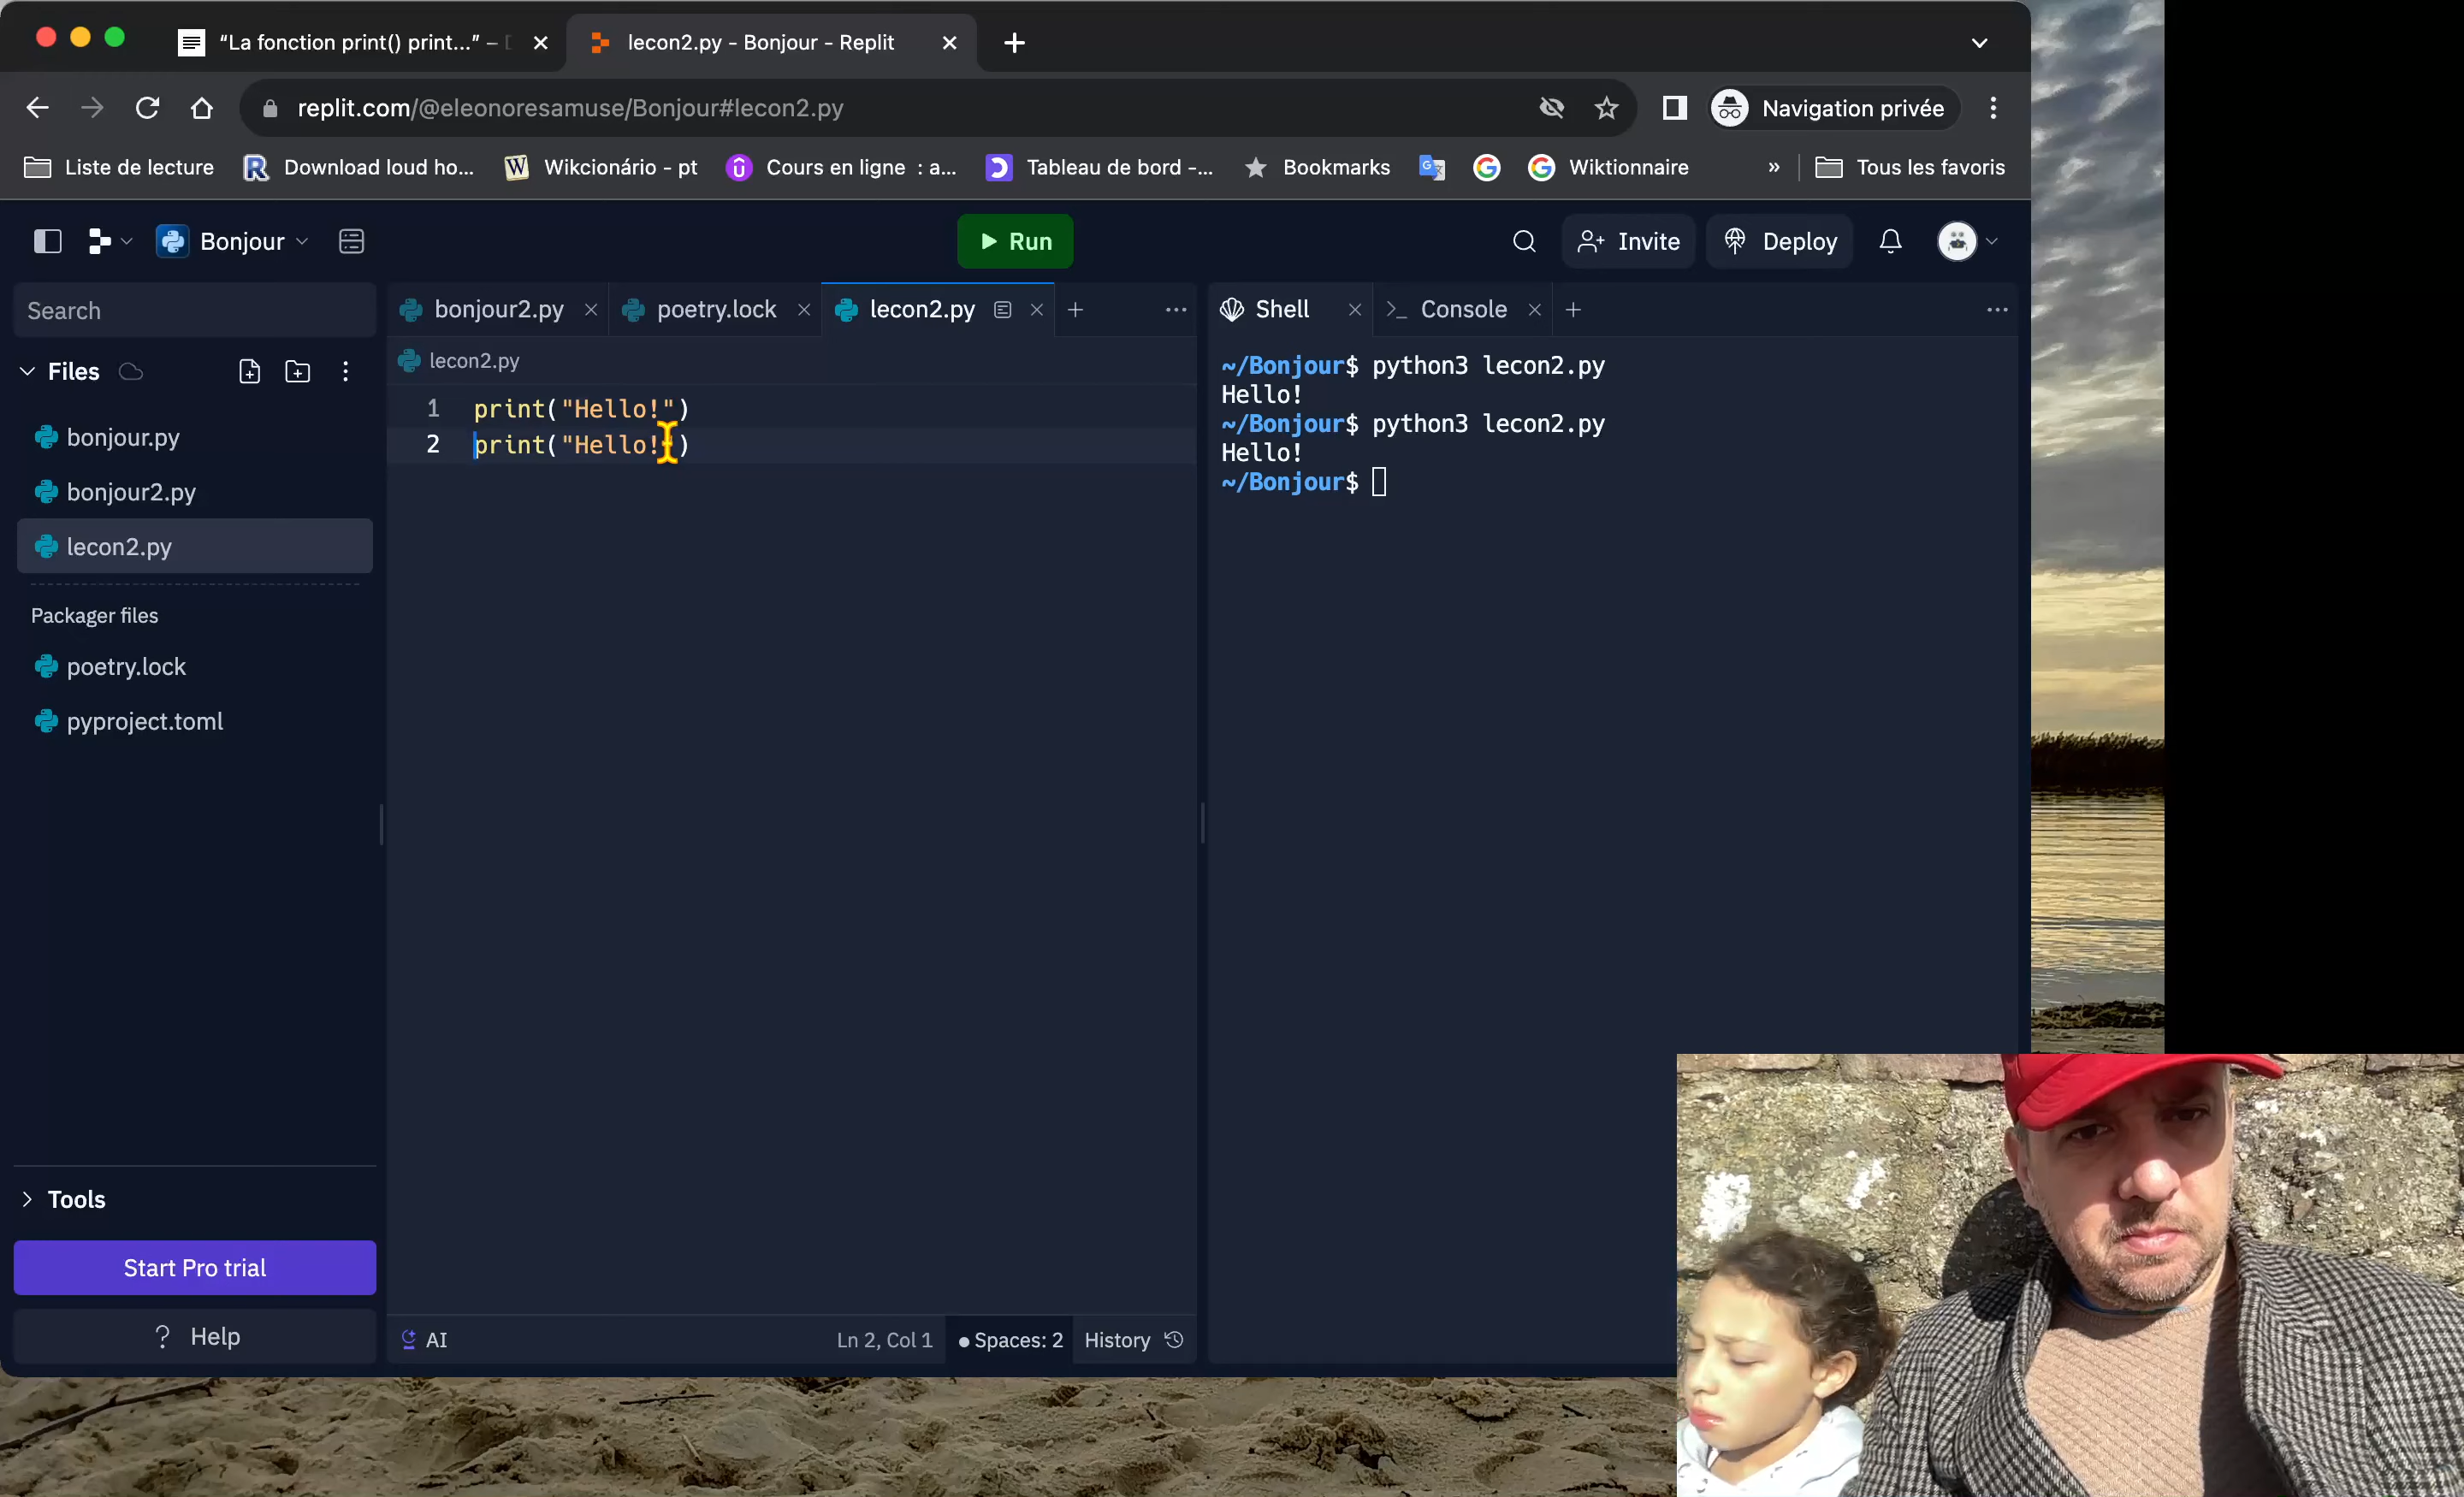 “La fonction print() print...” –
lecon2.py - Bonjour - Replit
replit.com/@eleonoresamuse/Bonjour#lecon2.py
Navigation privée
Liste de lecture
Download loud ho...
Wikcionário - pt
Cours en ligne : a...
Tableau de bord -...
Bookmarks
Wiktionnaire
»
Tous les favoris
Bonjour
Run
Invite
Deploy
Search
Files
bonjour.py
bonjour2.py
lecon2.py
Packager files
poetry.lock
pyproject.toml
Tools
Start Pro trial
? Help
bonjour2.py
poetry.lock
lecon2.py
lecon2.py
1 print("Hello!")
2 print("Hello!")
AI
Ln 2, Col 1
Spaces: 2
History
Shell
Console
~/Bonjour$ python3 lecon2.py
Hello!
~/Bonjour$ python3 lecon2.py
Hello!
~/Bonjour$